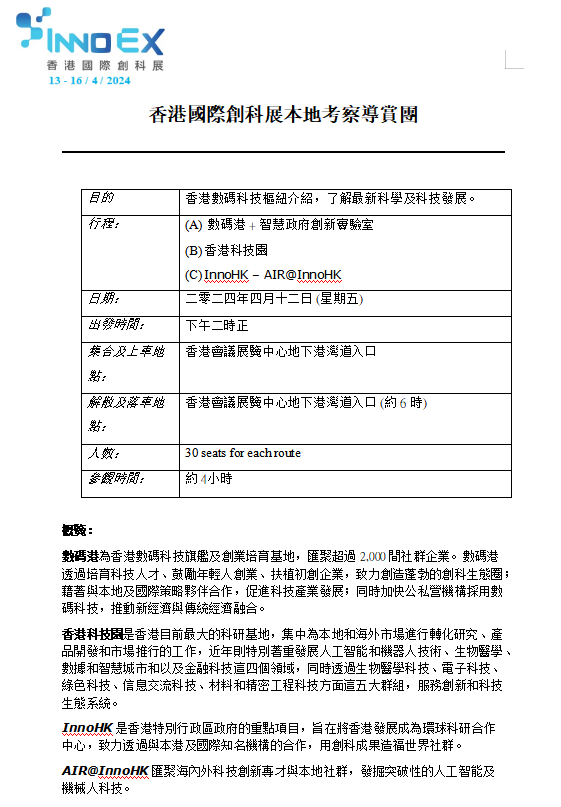 INNOEX
香港國際創科展
13 - 16 / 4 / 2024
香港國際創科展本地考察導賞團
目的
香港數碼科技樞紐介紹，了解最新科學及科技發展。
行程：
(A) 數碼港 + 智慧政府創新實驗室
(B) 香港科技園
(C) InnoHK – AIR@InnoHK
日期：
二零二四年四月十二日 (星期五)
出發時間：
下午二時正
集合及上車地
點：
香港會議展覽中心地下港灣道入口
解散及落車地
點：
香港會議展覽中心地下港灣道入口 (約 6 時)
人數：
30 seats for each route
參觀時間：
約 4小時
概覽：
數碼港為香港數碼科技旗艦及創業培育基地，匯聚超過 2,000 間社群企業。數碼港
透過培育科技人才、鼓勵年輕人創業、扶植初創企業，致力創造蓬勃的創科生態圈；
藉著與本地及國際策略夥伴合作，促進科技產業發展；同時加快公私營機構採用數
碼科技，推動新經濟與傳統經濟融合。
香港科技園是香港目前最大的科研基地，集中為本地和海外市場進行轉化研究、產
品開發和市場推行的工作，近年則特別著重發展人工智能和機器人技術、生物醫學、
數據和智慧城市和以及金融科技這四個領域，同時透過生物醫學科技、電子科技、
綠色科技、信息交流科技、材料和精密工程科技方面這五大群組，服務創新和科技
生態系統。
InnoHK 是香港特別行政區政府的重點項目，旨在將香港發展成為環球科研合作
中心，致力透過與本港及國際知名機構的合作，用創科成果造福世界社群。
AIR@InnoHK 匯聚海內外科技創新專才與本地社群，發掘突破性的人工智能及
機械人科技。